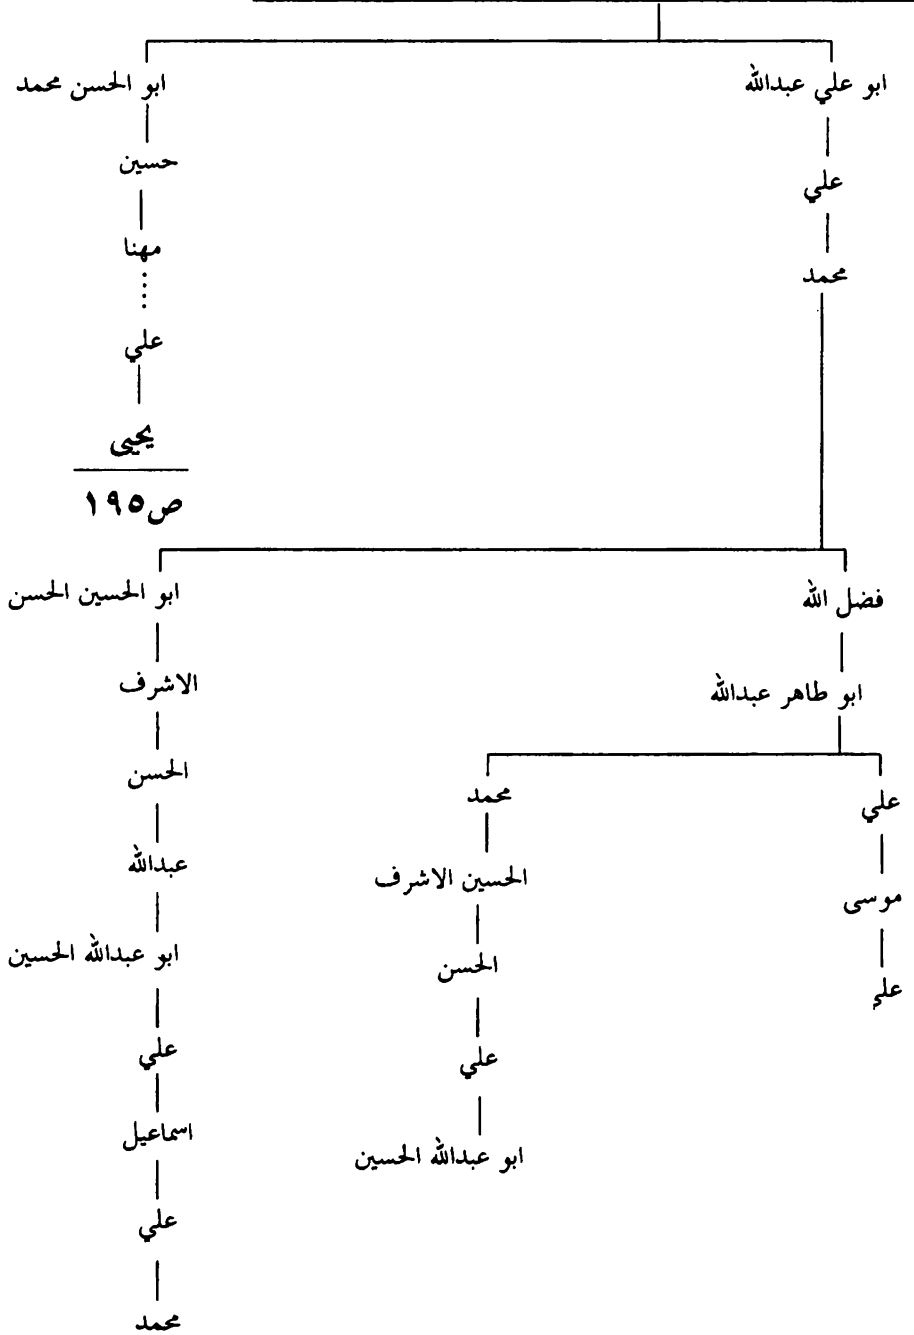 ابو علي عبدالله
ابو الحسن محمد
علي
محمد
حسين
مهنا
علي
يحيى
ص١٩٥
فضل الله
ابو طاهر عبدالله
علي
موسى
علي
محمد
الحسين الاشرف
الحسن
علي
ابو عبدالله الحسين
ابو الحسين الحسن
الاشرف
الحسن
عبدالله
ابو عبدالله الحسين
علي
اسماعيل
علي
محمد